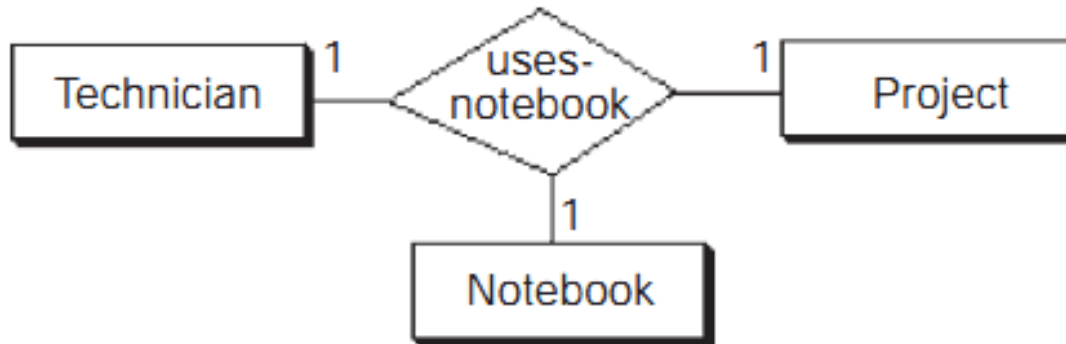 Technician
1
uses-
notebook
1
Project
1
Notebook